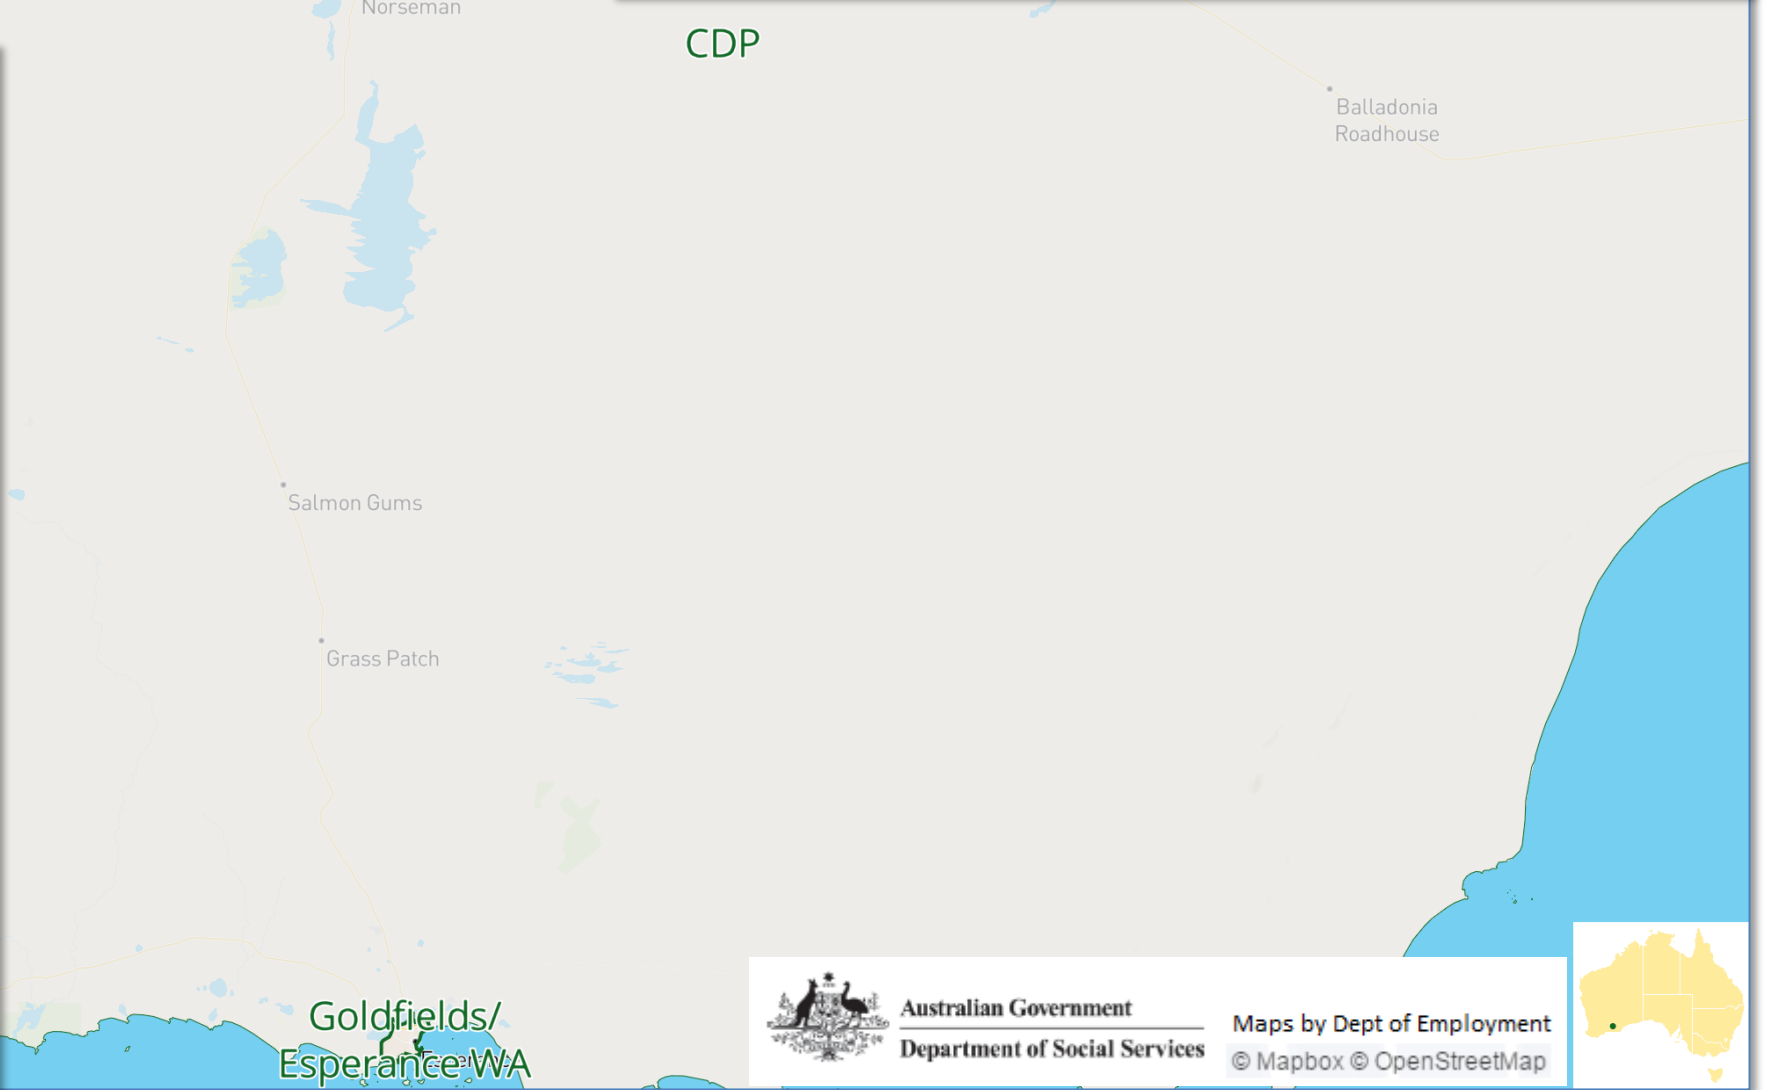 Norseman
CDP
Balladonia
Roadhouse
Salmon Gums
Grass Patch
Goldfields/
Esperance WA
Australian Government
Department of Social Services
Maps by Dept of Employment
© Mapbox © OpenStreetMap